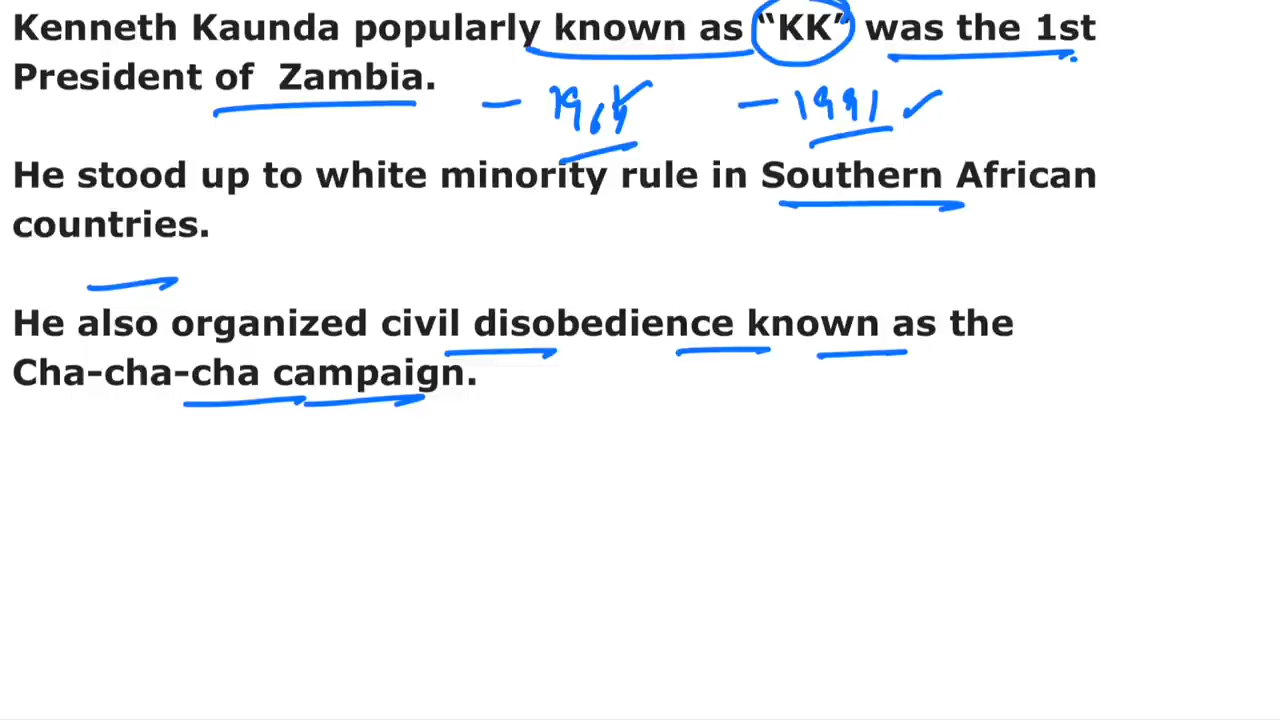 Kenneth Kaunda popularly known as “KK” was the 1st
President of Zambia.
- 1964 - 1991
He stood up to white minority rule in Southern African
countries.
He also organized civil disobedience known as the
Cha-cha-cha campaign.